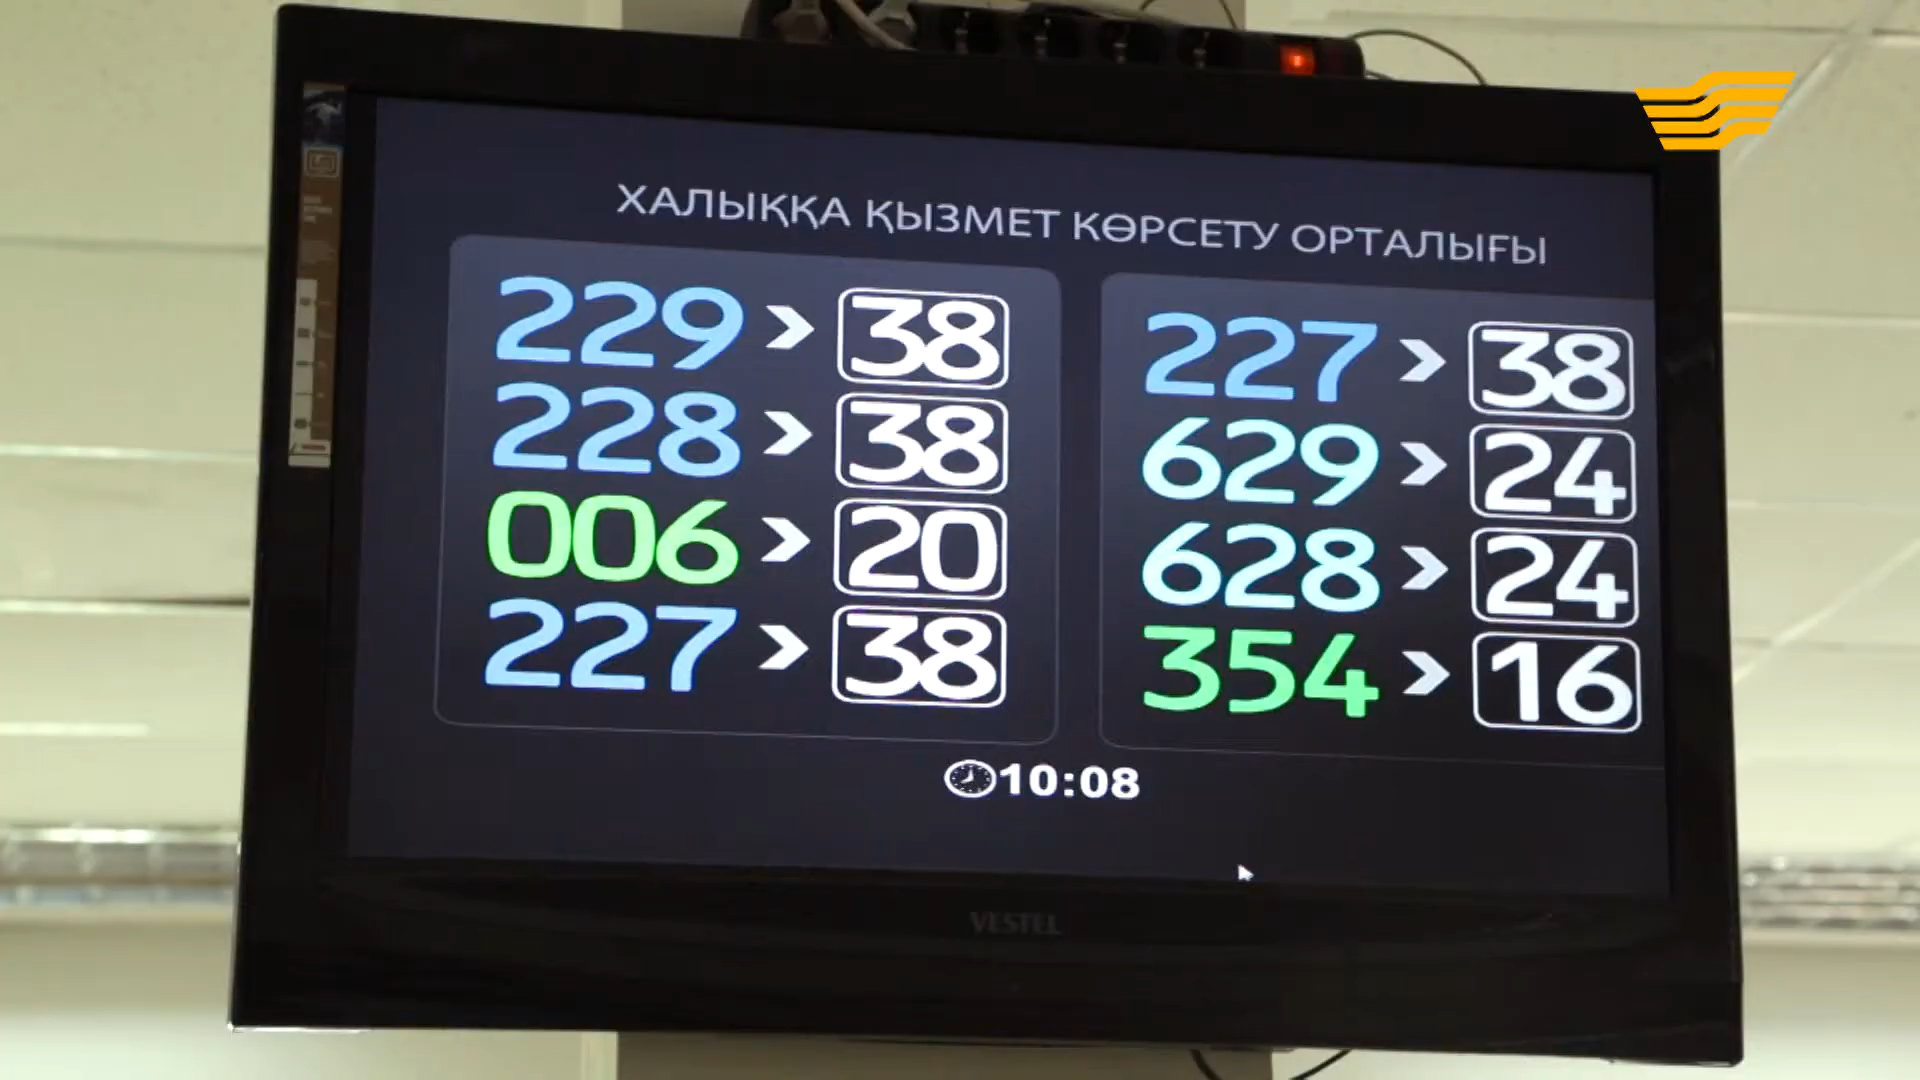 ХАЛЫҚҚА ҚЫЗМЕТ КӨРСЕТУ ОРТАЛЫҒЫ
229 > 38
228 > 38
006 > 20
227 > 38
227 > 38
629 > 24
628 > 24
354 > 16
10:08
VESTEL